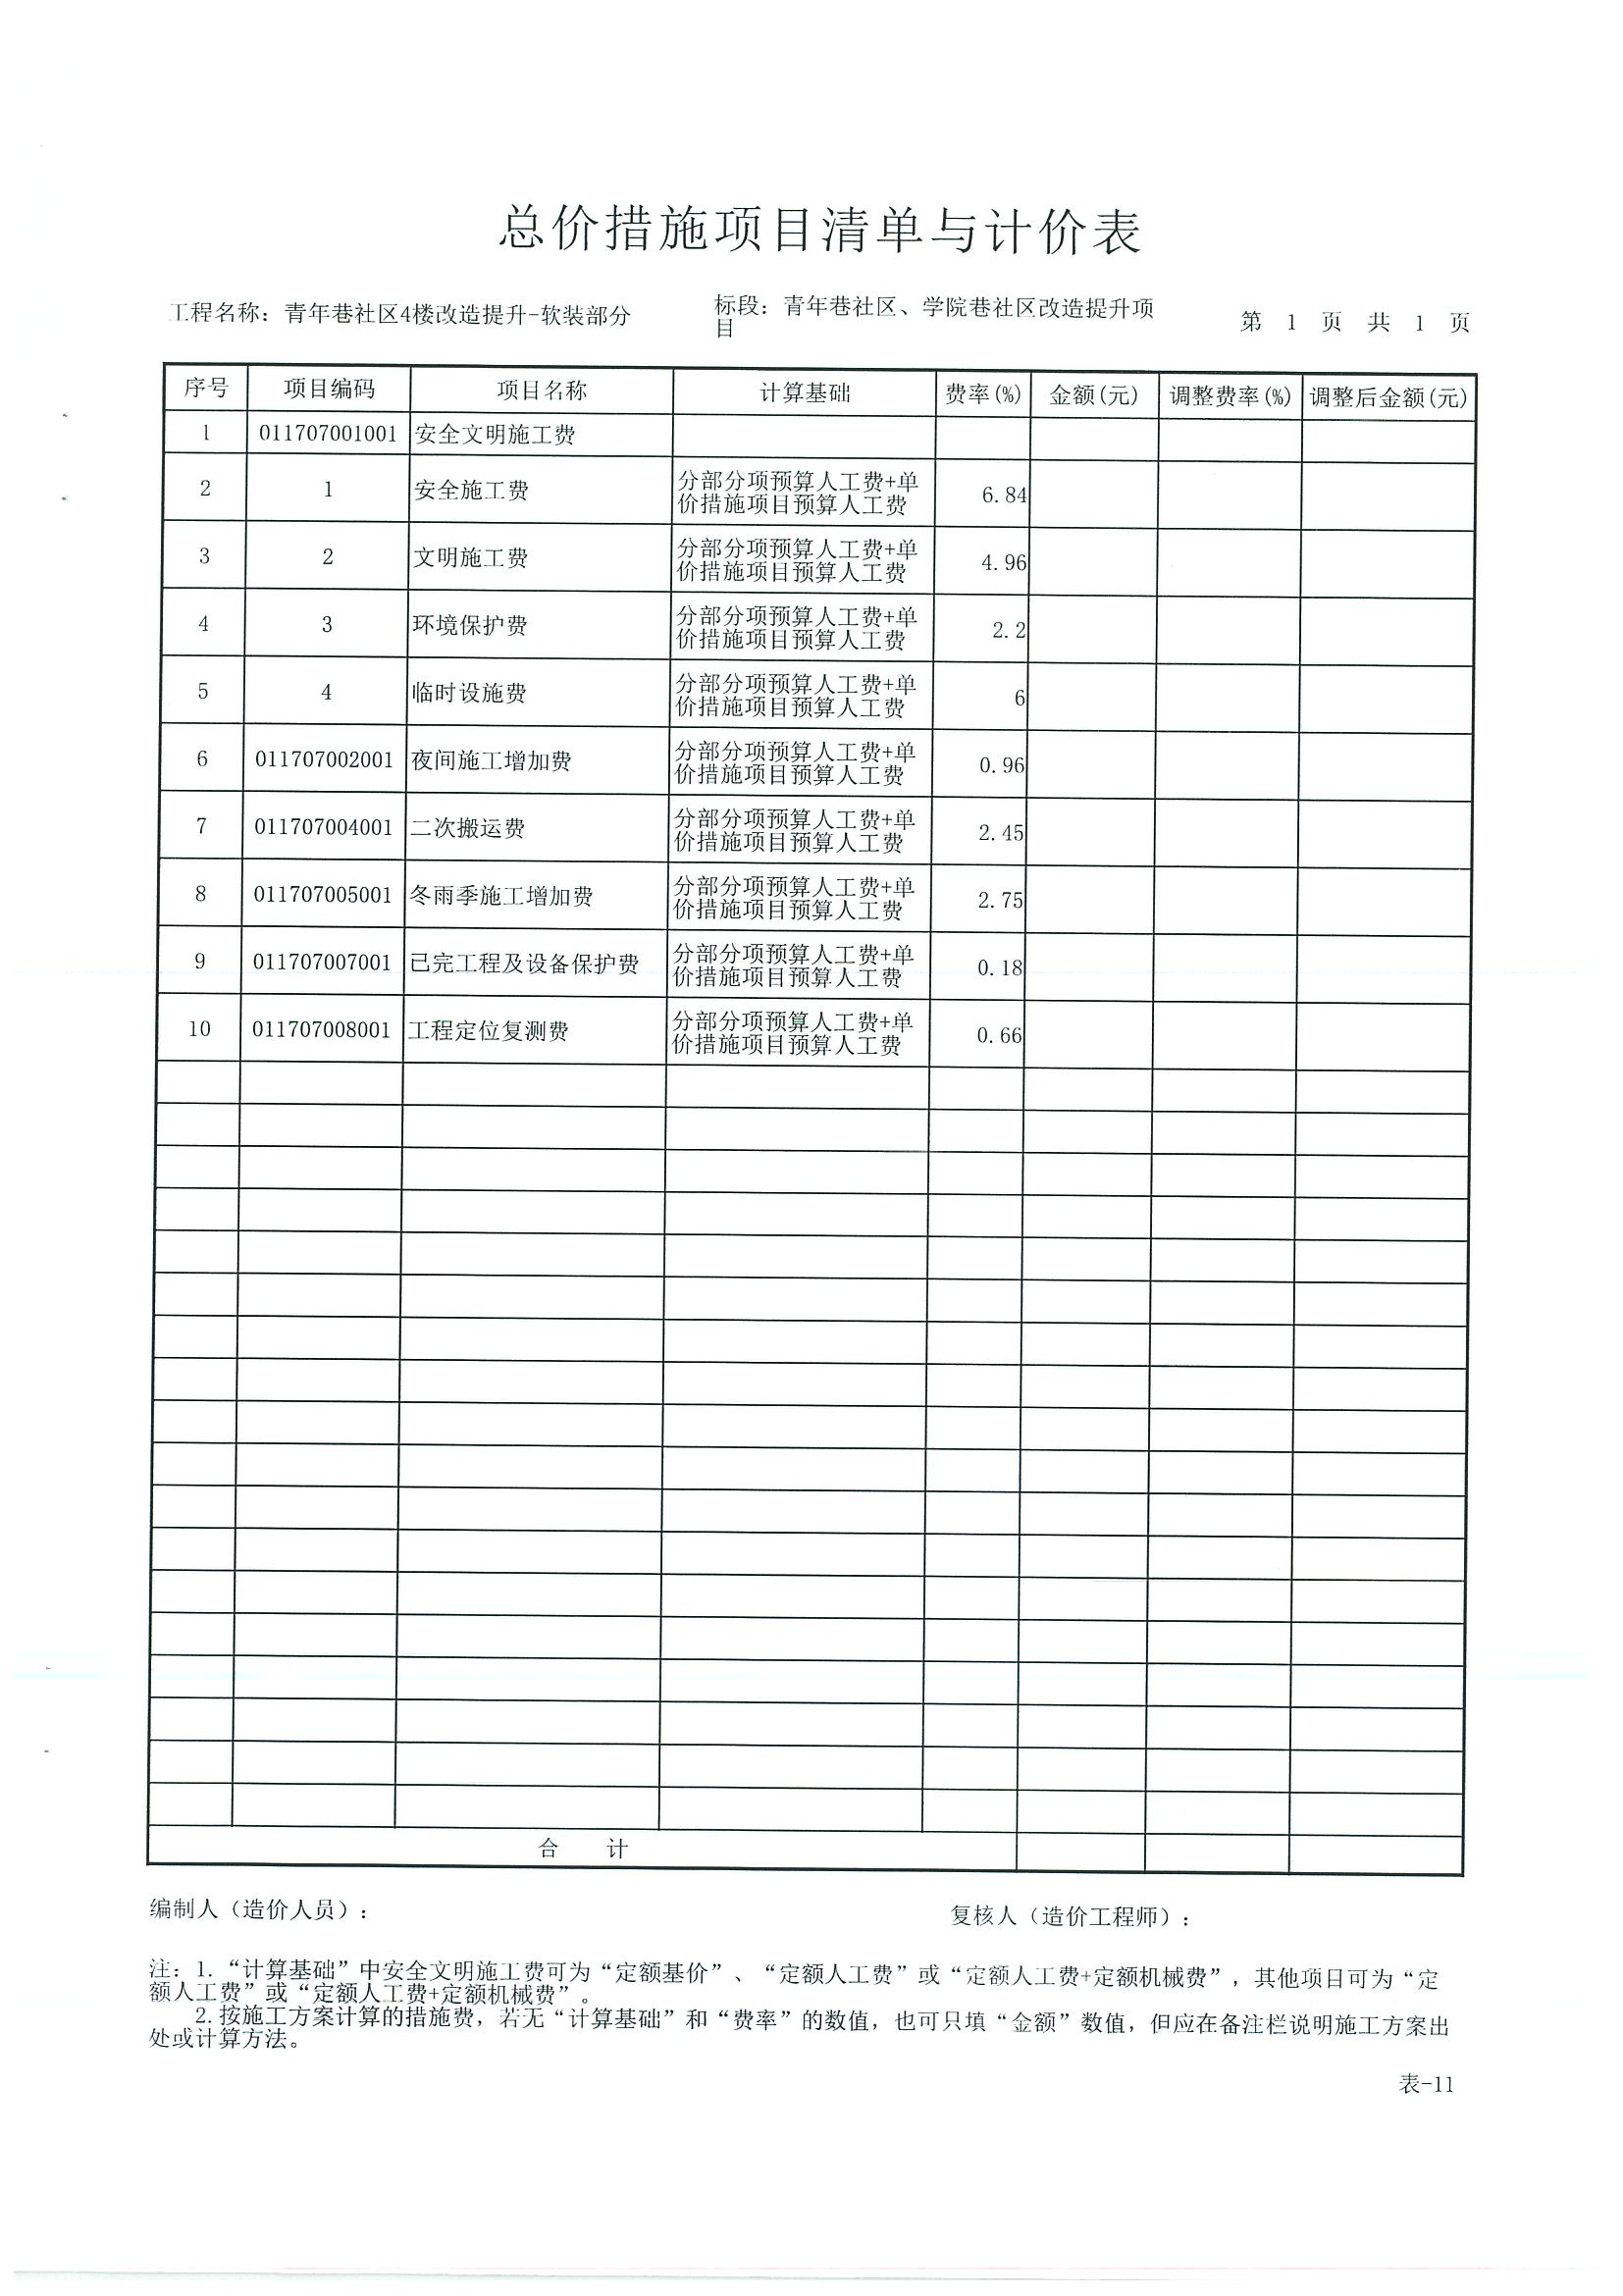 总价措施项目清单与计价表
工程名称：青年巷社区4楼改造提升-软装部分
标段：青年巷社区、学院巷社区改造提升项
目
第 1 页 共 1 页
序号 项目编码 项目名称 计算基础 费率(%) 金额(元) 调整费率(%) 调整后金额(元)
1 011707001001 安全文明施工费
2 1 安全施工费 分部分项预算人工费+单
价措施项目预算人工费 6.84
3 2 文明施工费 分部分项预算人工费+单
价措施项目预算人工费 4.96
4 3 环境保护费 分部分项预算人工费+单
价措施项目预算人工费 2.2
5 4 临时设施费 分部分项预算人工费+单
价措施项目预算人工费 6
6 011707002001 夜间施工增加费 分部分项预算人工费+单
价措施项目预算人工费 0.96
7 011707004001 二次搬运费 分部分项预算人工费+单
价措施项目预算人工费 2.45
8 011707005001 冬雨季施工增加费 分部分项预算人工费+单
价措施项目预算人工费 2.75
9 011707007001 已完工程及设备保护费 分部分项预算人工费+单
价措施项目预算人工费 0.18
10 011707008001 工程定位复测费 分部分项预算人工费+单
价措施项目预算人工费 0.66
合 计
编制人（造价人员）：
复核人（造价工程师）：
注：1.“计算基础”中安全文明施工费可为“定额基价”、“定额人工费”或“定额人工费+定额机械费”，其他项目可为“定
额人工费”或“定额人工费+定额机械费”。
2.按施工方案计算的措施费，若无“计算基础”和“费率”的数值，也可只填“金额”数值，但应在备注栏说明施工方案出
处或计算方法。
表-11